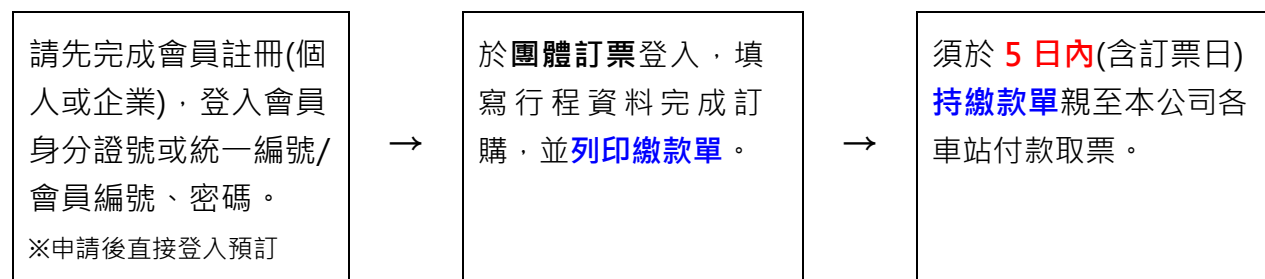 請先完成會員註冊(個
人或企業)，登入會員
身分證號或統一編號/
會員編號、密碼。
※申請後直接登入預訂
→
於團體訂票登入，填
寫行程資料完成訂
購，並列印繳款單。
→
須於 5 日內(含訂票日)
持繳款單親至本公司各
車站付款取票。